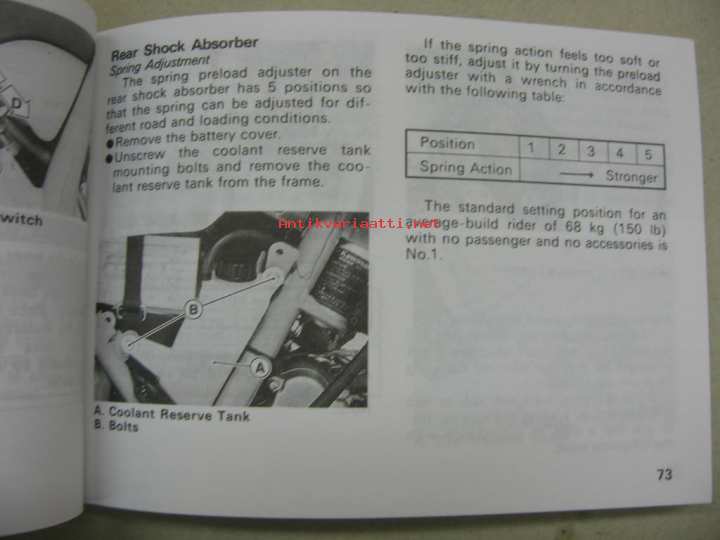 D
witch
Rear Shock Absorber
Spring Adjustment
The spring preload adjuster on the
rear shock absorber has 5 positions so
that the spring can be adjusted for dif-
ferent road and loading conditions.
●Remove the battery cover.
●Unscrew the coolant reserve tank
mounting bolts and remove the coo-
lant reserve tank from the frame.
B
A
A. Coolant Reserve Tank
B. Bolts
If the spring action feels too soft or
too stiff, adjust it by turning the preload
adjuster with a wrench in accordance
with the following table:
Position 1 2 3 4 5
Spring Action → Stronger
The standard setting position for an
average-build rider of 68 kg (150 lb)
with no passenger and no accessories is
No.1.
Antikvariaatti.net
73